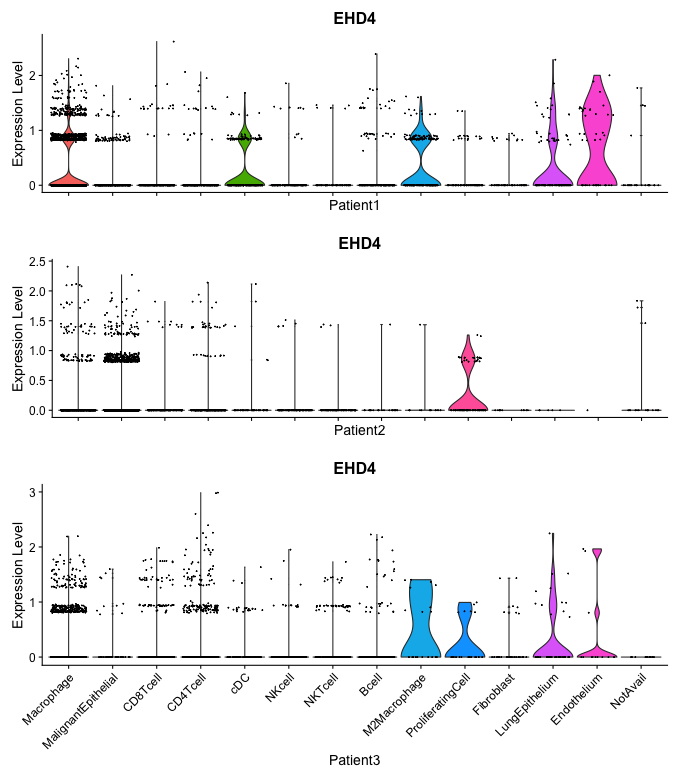 EHD4
Expression Level
2
1
0
Patient1
EHD4
Expression Level
2.5
2.0
1.5
1.0
0.5
0.0
Patient2
EHD4
Expression Level
3
2
1
0
Macrophage
MalignantEpithelial
CD8Tcell
CD4Tcell
cDC
NKcell
NKTcell
Bcell
M2Macrophage
ProliferatingCell
Fibroblast
LungEpithelium
Endothelium
NotAvail
Patient3